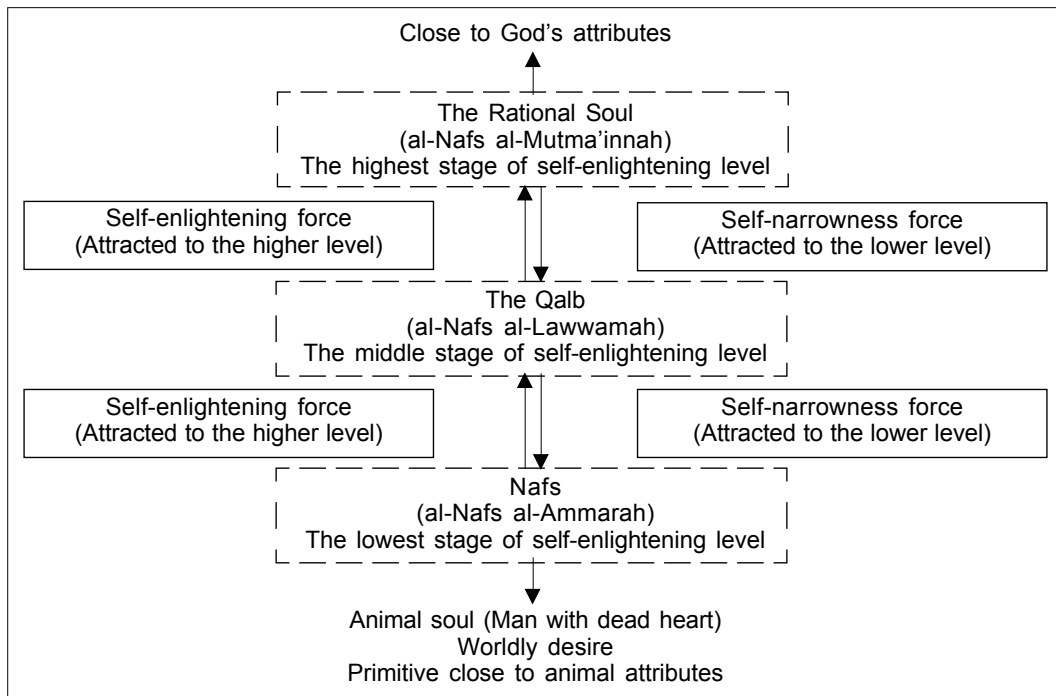 Close to God's attributes
The Rational Soul
(al-Nafs al-Mutma'innah)
The highest stage of self-enlightening level
Self-enlightening force
(Attracted to the higher level)
Self-narrowness force
(Attracted to the lower level)
The Qalb
(al-Nafs al-Lawwamah)
The middle stage of self-enlightening level
Self-enlightening force
(Attracted to the higher level)
Self-narrowness force
(Attracted to the lower level)
Nafs
(al-Nafs al-Ammarah)
The lowest stage of self-enlightening level
Animal soul (Man with dead heart)
Worldly desire
Primitive close to animal attributes